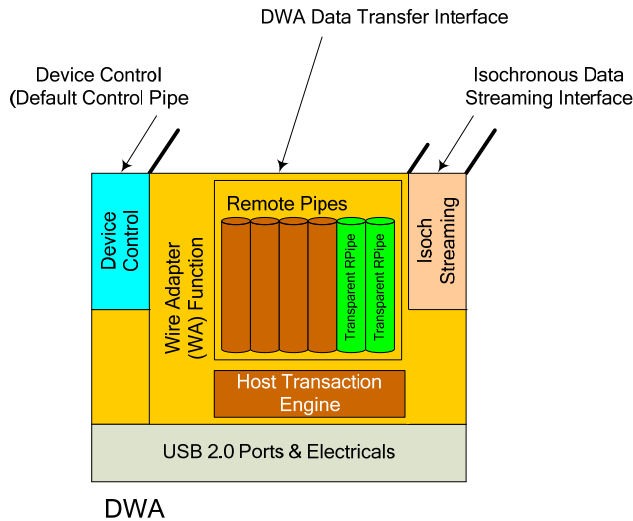 DWA Data Transfer Interface
Device Control
(Default Control Pipe
Isochronous Data
Streaming Interface
Device
Control
Wire Adapter
(WA) Function
Remote Pipes
Transparent RPipe
Transparent RPipe
Isoch
Streaming
Host Transaction
Engine
USB 2.0 Ports & Electricals
DWA